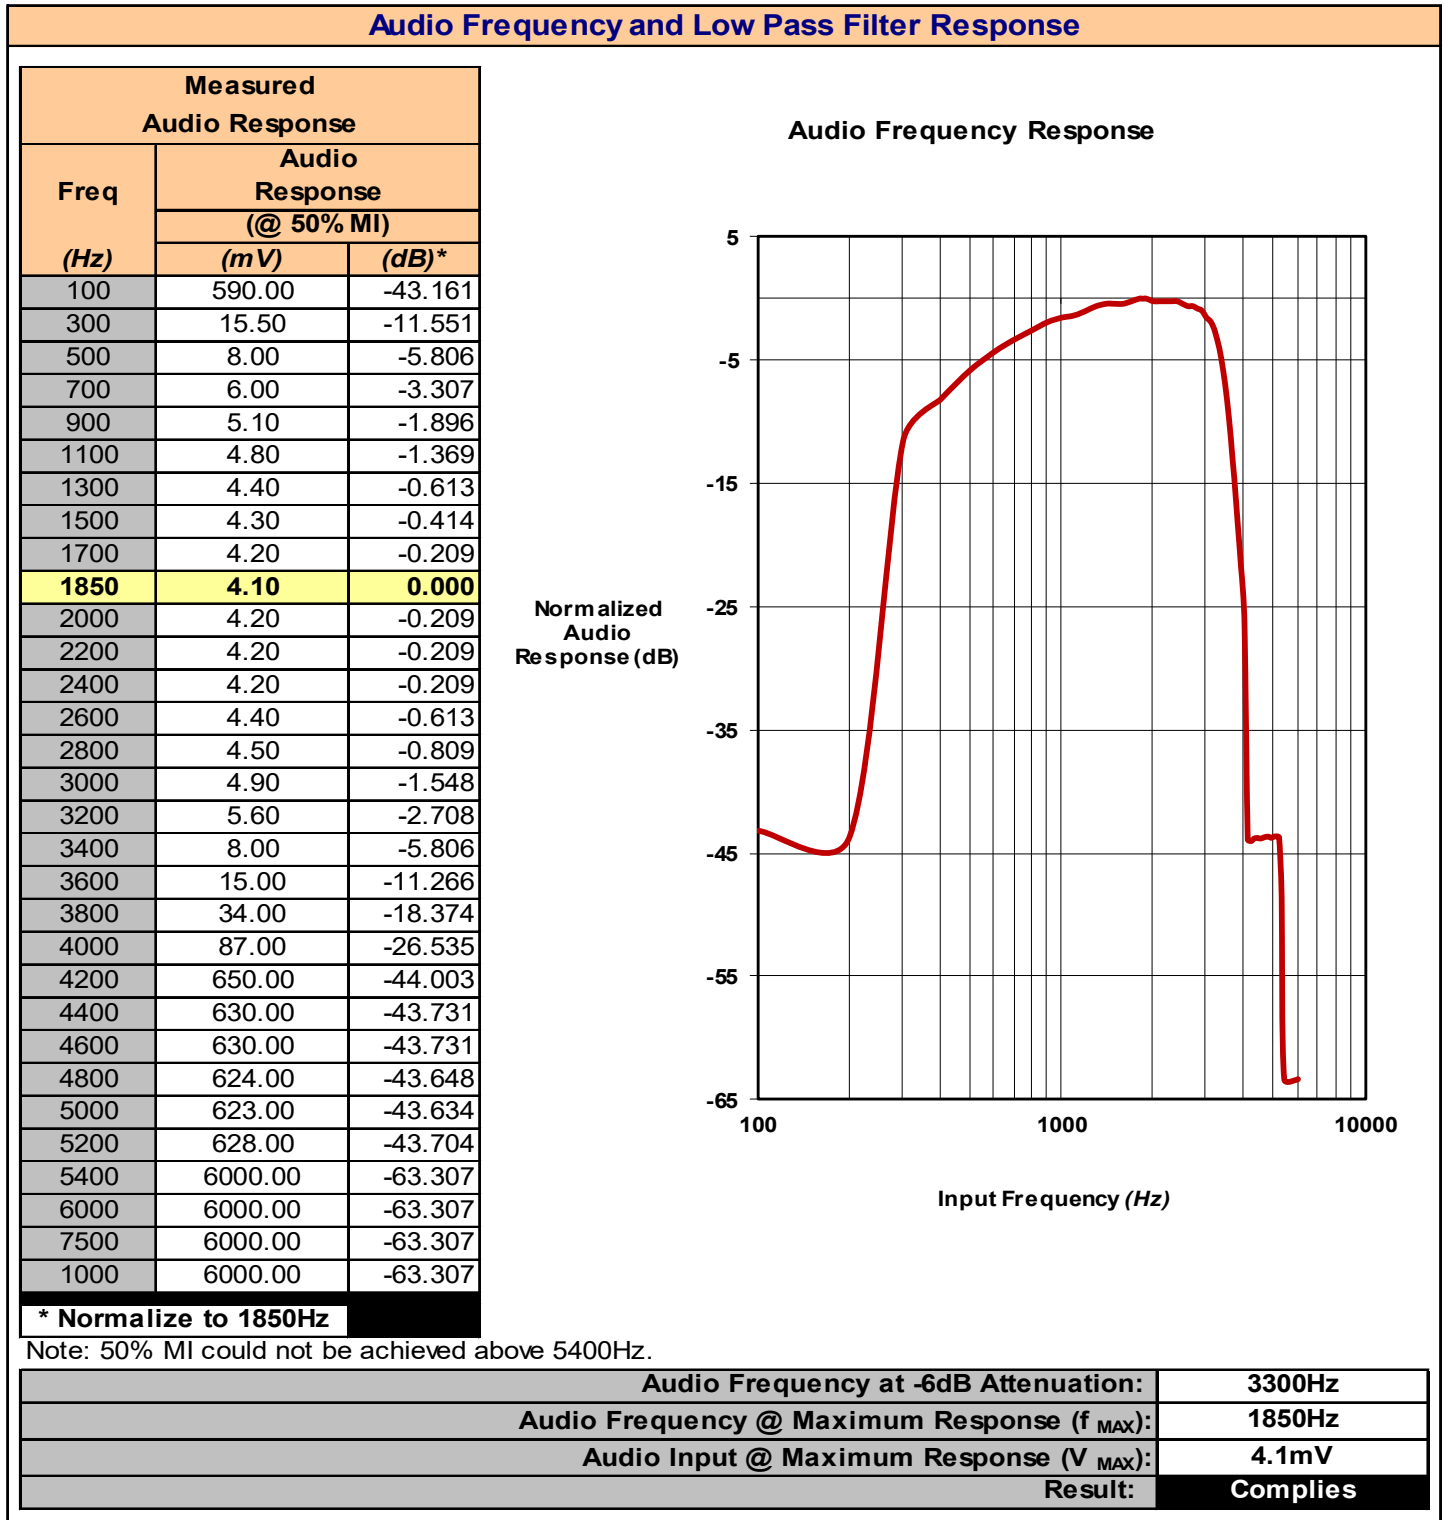 Audio Frequency and Low Pass Filter Response
Measured
Audio Response
Freq
(Hz)
Audio
Response
(@ 50% MI)
(mV) (dB)*
100 590.00 -43.161
300 15.50 -11.551
500 8.00 -5.806
700 6.00 -3.307
900 5.10 -1.896
1100 4.80 -1.369
1300 4.40 -0.613
1500 4.30 -0.414
1700 4.20 -0.209
1850 4.10 0.000
2000 4.20 -0.209
2200 4.20 -0.209
2400 4.20 -0.209
2600 4.40 -0.613
2800 4.50 -0.809
3000 4.90 -1.548
3200 5.60 -2.708
3400 8.00 -5.806
3600 15.00 -11.266
3800 34.00 -18.374
4000 87.00 -26.535
4200 650.00 -44.003
4400 630.00 -43.731
4600 630.00 -43.731
4800 624.00 -43.648
5000 623.00 -43.634
5200 628.00 -43.704
5400 6000.00 -63.307
6000 6000.00 -63.307
7500 6000.00 -63.307
1000 6000.00 -63.307
* Normalize to 1850Hz
Note: 50% MI could not be achieved above 5400Hz.
Audio Frequency Response
Normalized
Audio
Response (dB)
5
-5
-15
-25
-35
-45
-55
-65
100 1000 10000
Input Frequency (Hz)
Audio Frequency at -6dB Attenuation: 3300Hz
Audio Frequency @ Maximum Response (f MAX): 1850Hz
Audio Input @ Maximum Response (V MAX): 4.1mV
Result: Complies